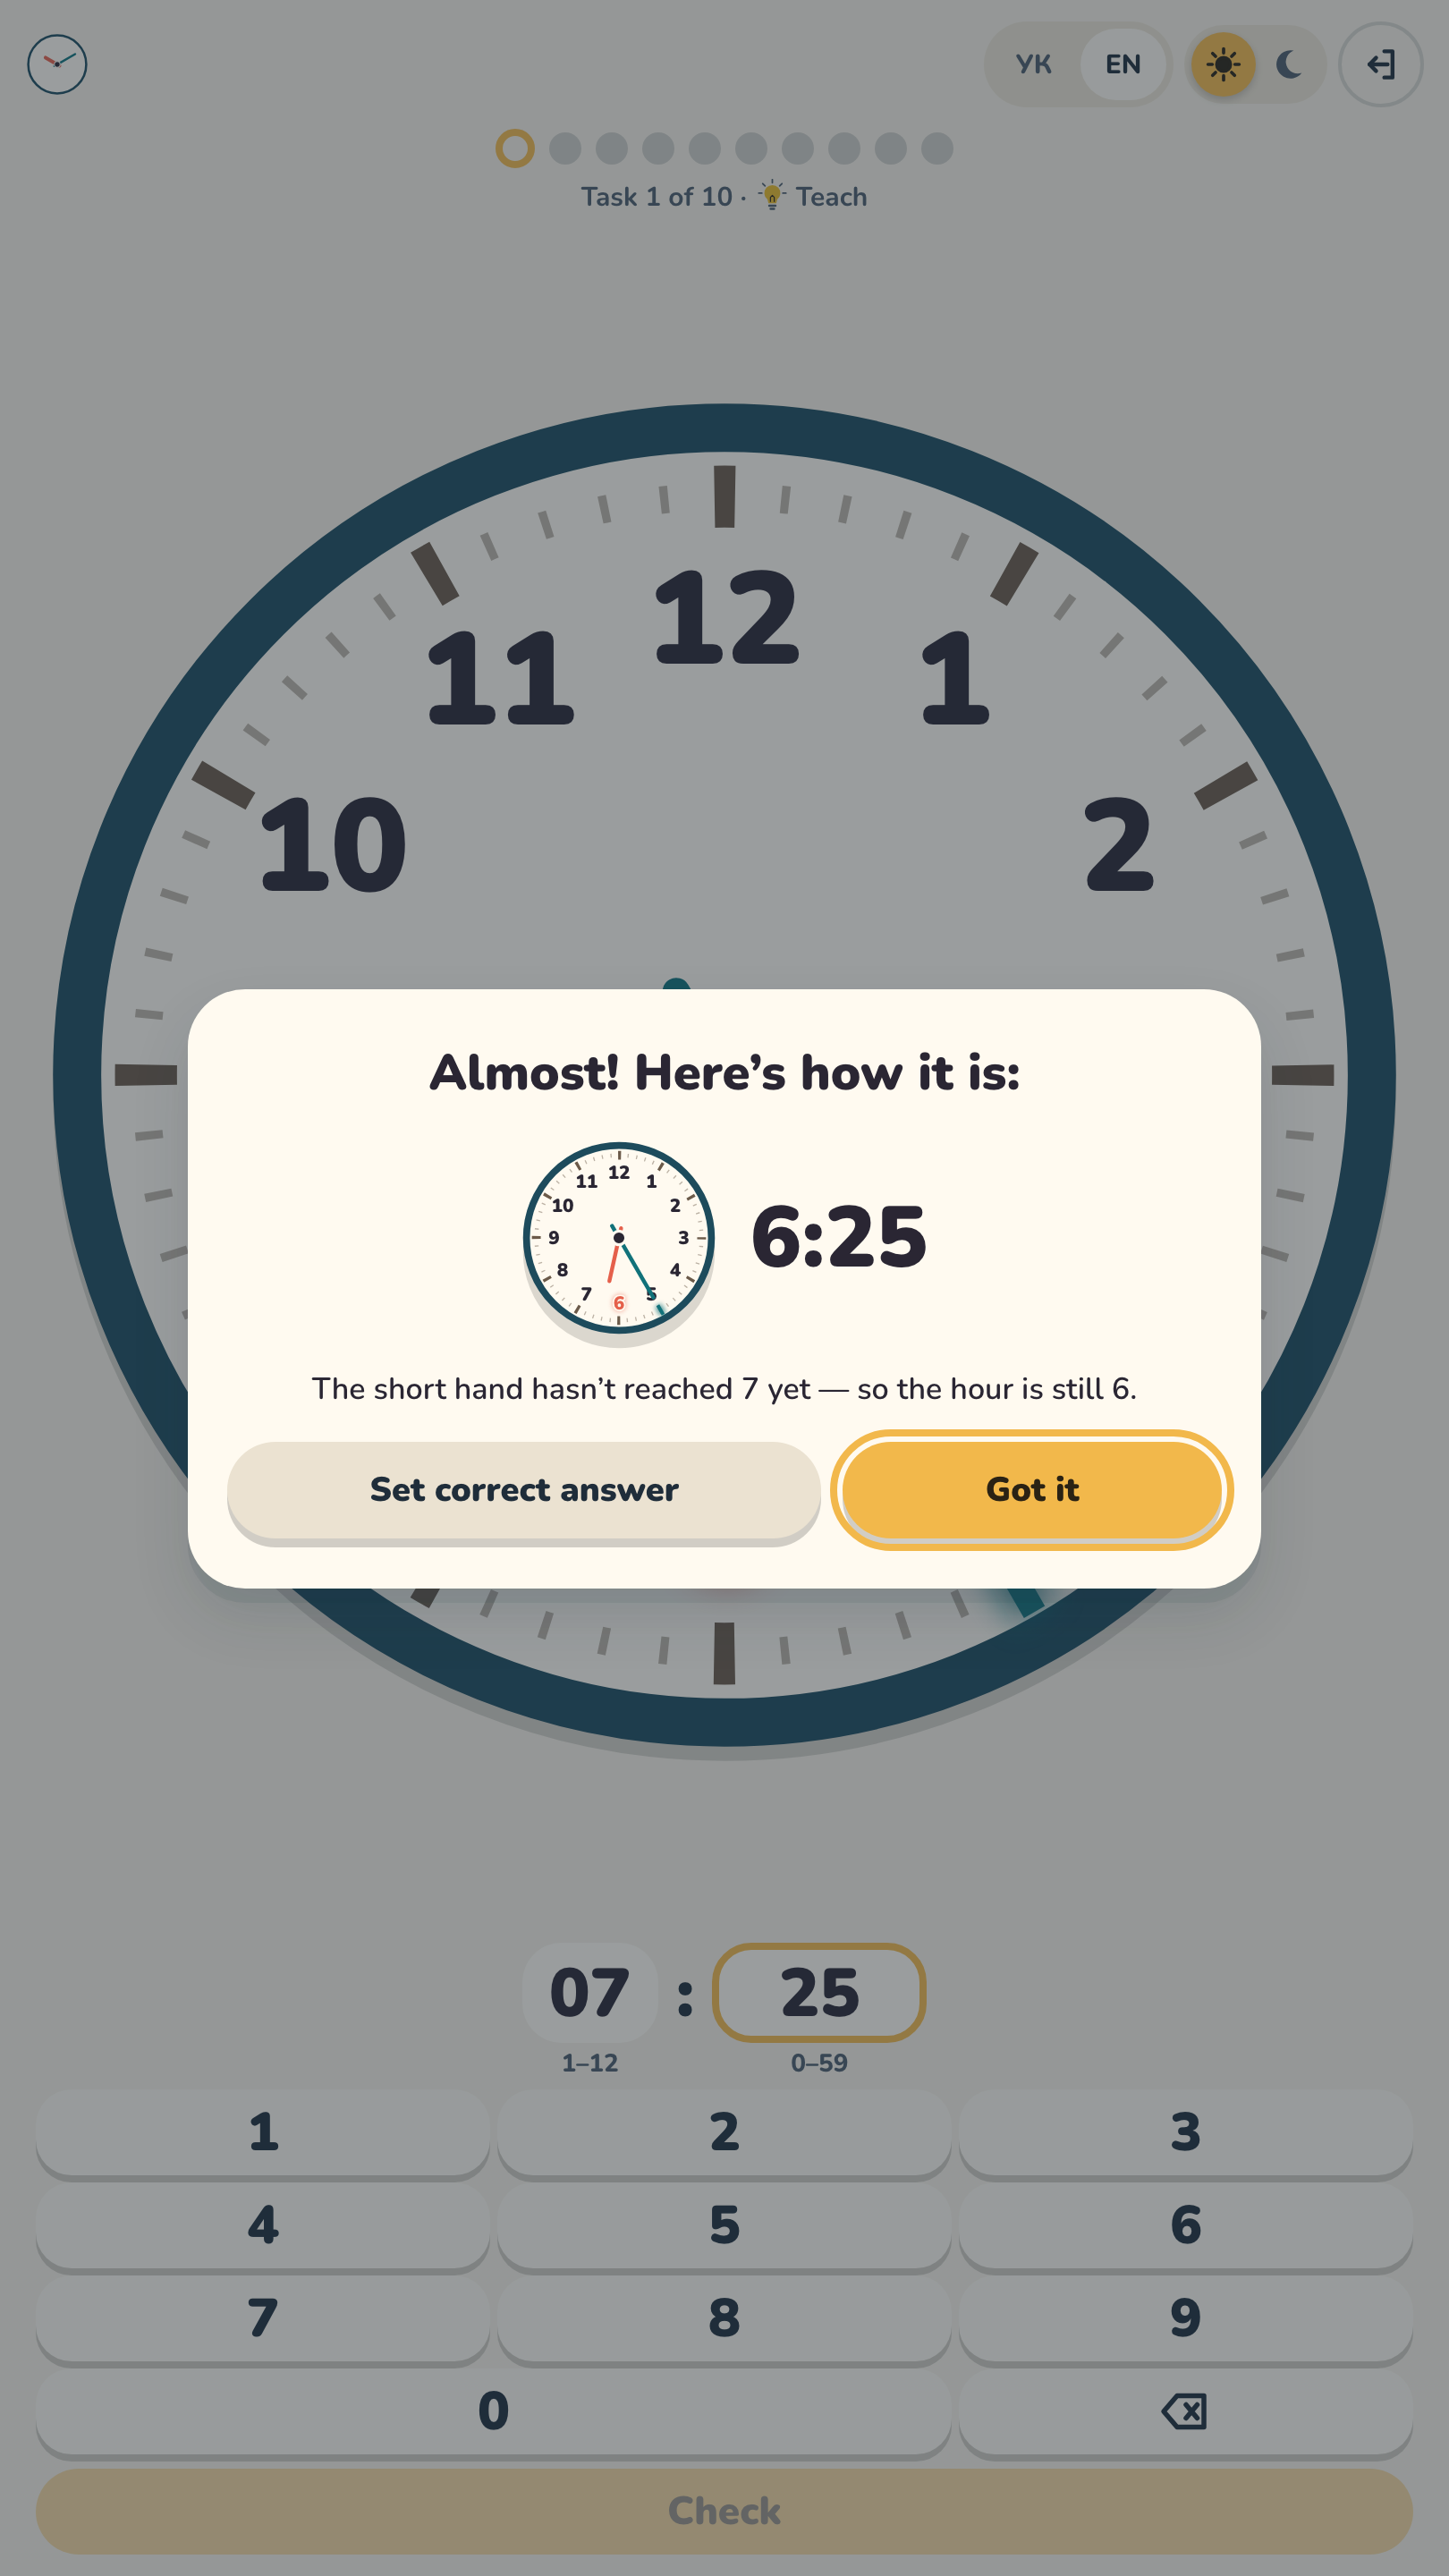 УК EN
Task 1 of 10 · Teach
12
11 1
10 2
Almost! Here’s how it is:
12
11 1
10 2
9 3
8 4
7 5
6
6:25
The short hand hasn’t reached 7 yet — so the hour is still 6.
Set correct answer Got it
07 : 25
1–12 0–59
1 2 3
4 5 6
7 8 9
0
Check